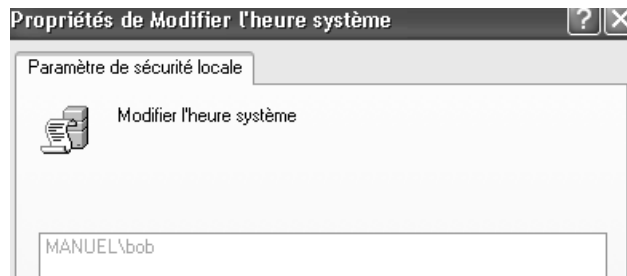 Propriétés de Modifier l'heure système
Paramètre de sécurité locale
Modifier l'heure système
MANUEL\bob